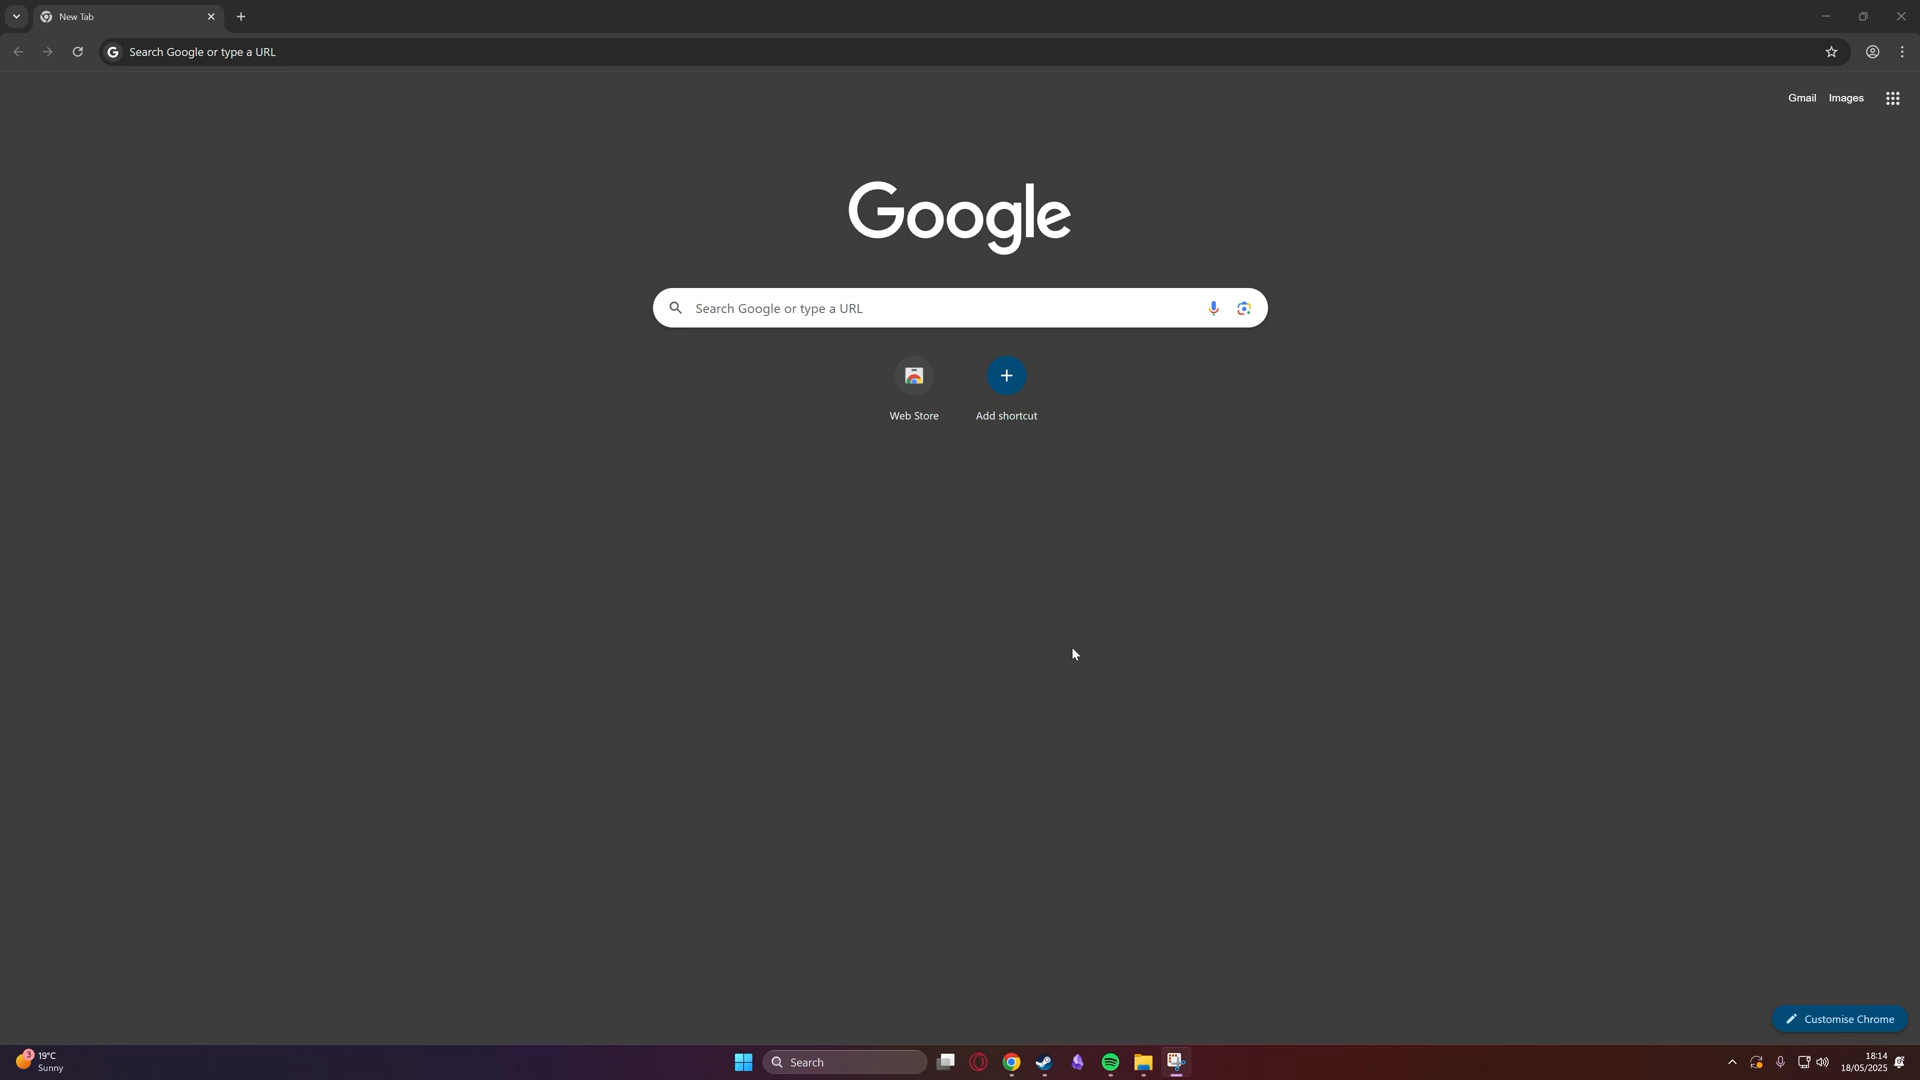 New Tab
Search Google or type a URL
Gmail Images
Google
Search Google or type a URL
Web Store Add shortcut
Customise Chrome
3 19°C
Sunny
Search
18:14
18/05/2025